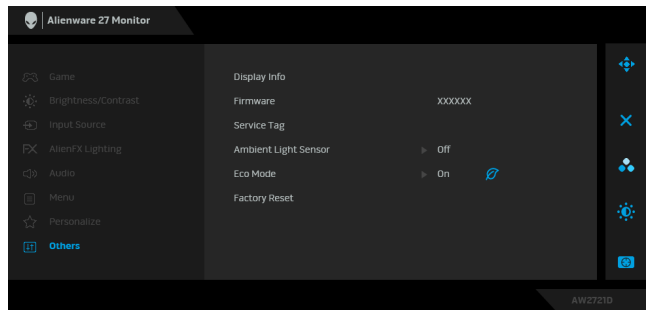 Alienware 27 Monitor
Game
Brightness/Contrast
Input Source
FX AlienFX Lighting
Audio
Menu
Personalize
Others
Display Info
Firmware XXXXXX
Service Tag
Ambient Light Sensor Off
Eco Mode On
Factory Reset
AW2721D